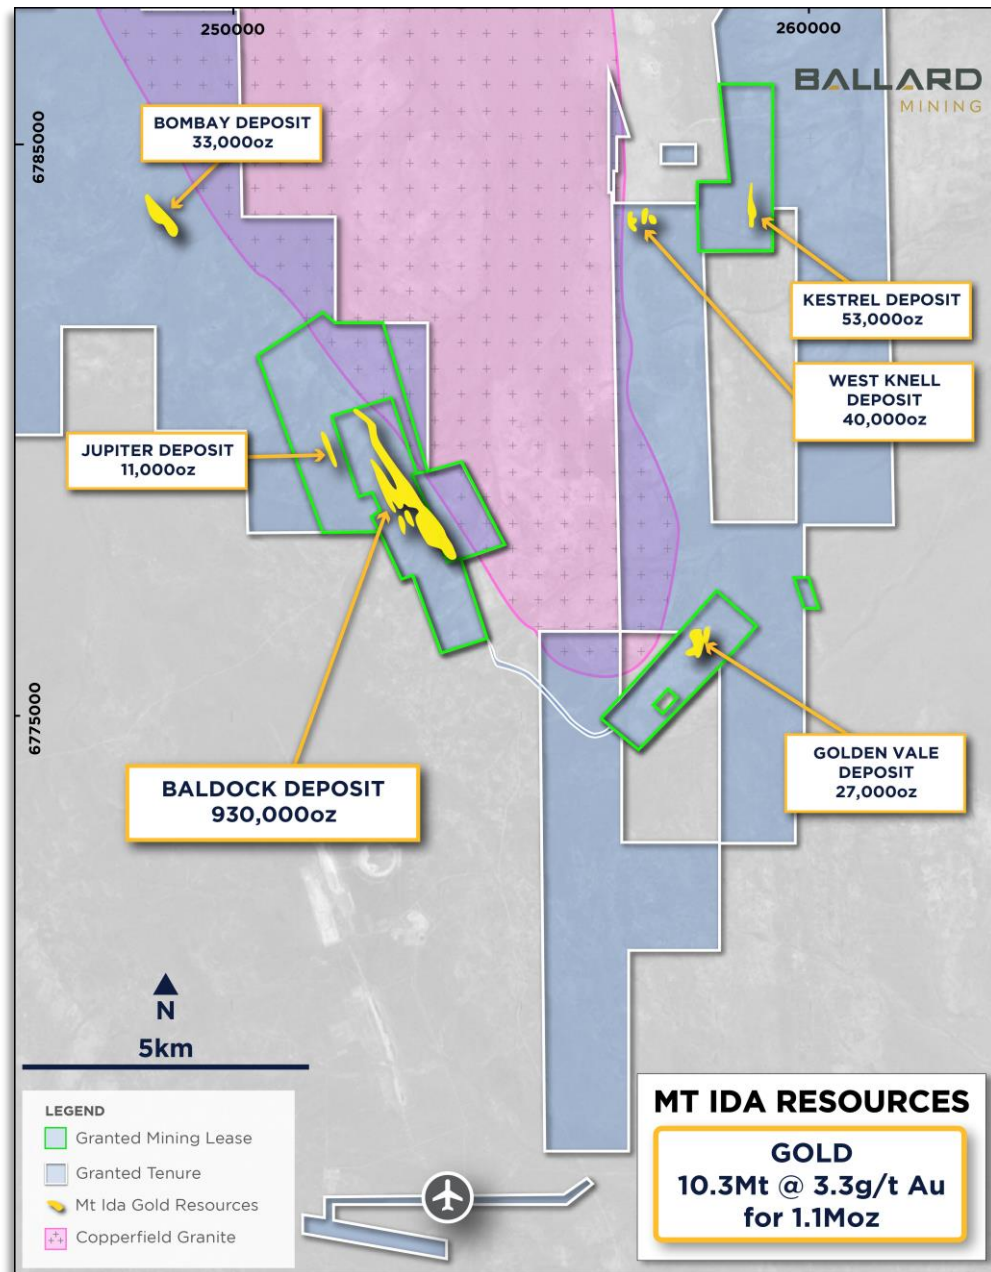 250000
260000
BALLARD
MINING
6785000
6775000
BOMBAY DEPOSIT
33,000oz
KESTREL DEPOSIT
53,000oz
WEST KNELL
DEPOSIT
40,000oz
JUPITER DEPOSIT
11,000oz
BALDOCK DEPOSIT
930,000oz
GOLDEN VALE
DEPOSIT
27,000oz
N
5km
LEGEND
Granted Mining Lease
Granted Tenure
Mt Ida Gold Resources
Copperfield Granite
MT IDA RESOURCES
GOLD
10.3Mt @ 3.3g/t Au
for 1.1Moz